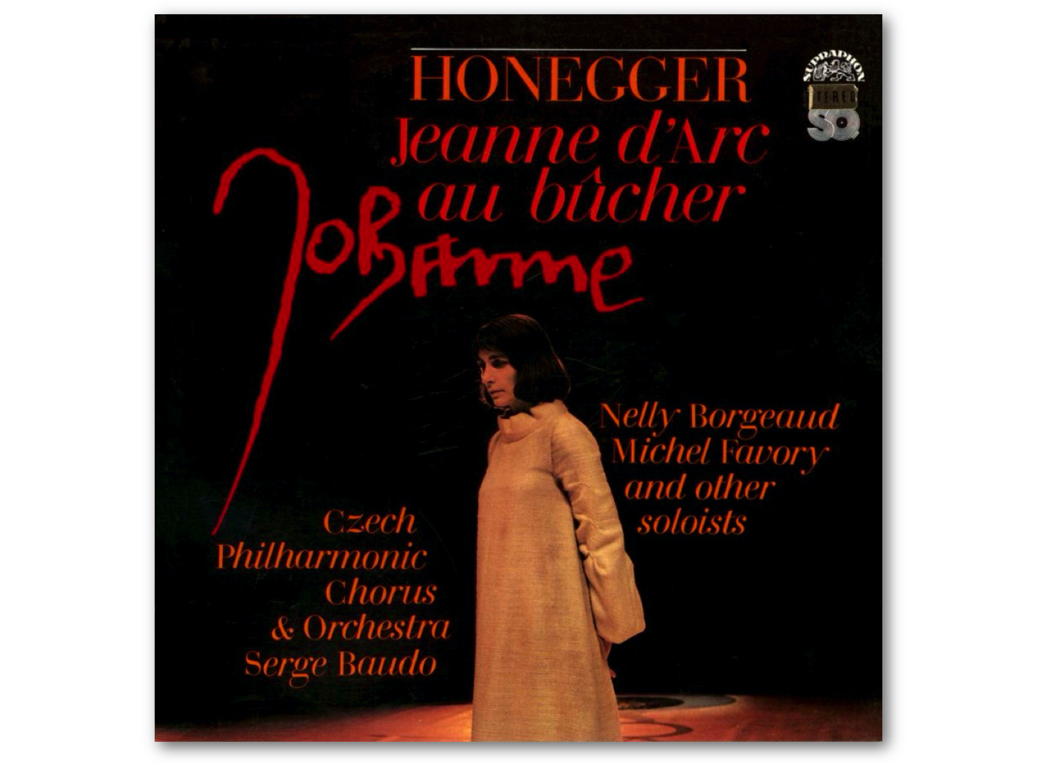 HONEGGER
Jeanne d'Arc
au bûcher
SUPRAPHON
STEREO
SQ
Nelly Borgeaud
Michel Favory
and other
soloists
Czech
Philharmonic
Chorus
& Orchestra
Serge Baudo